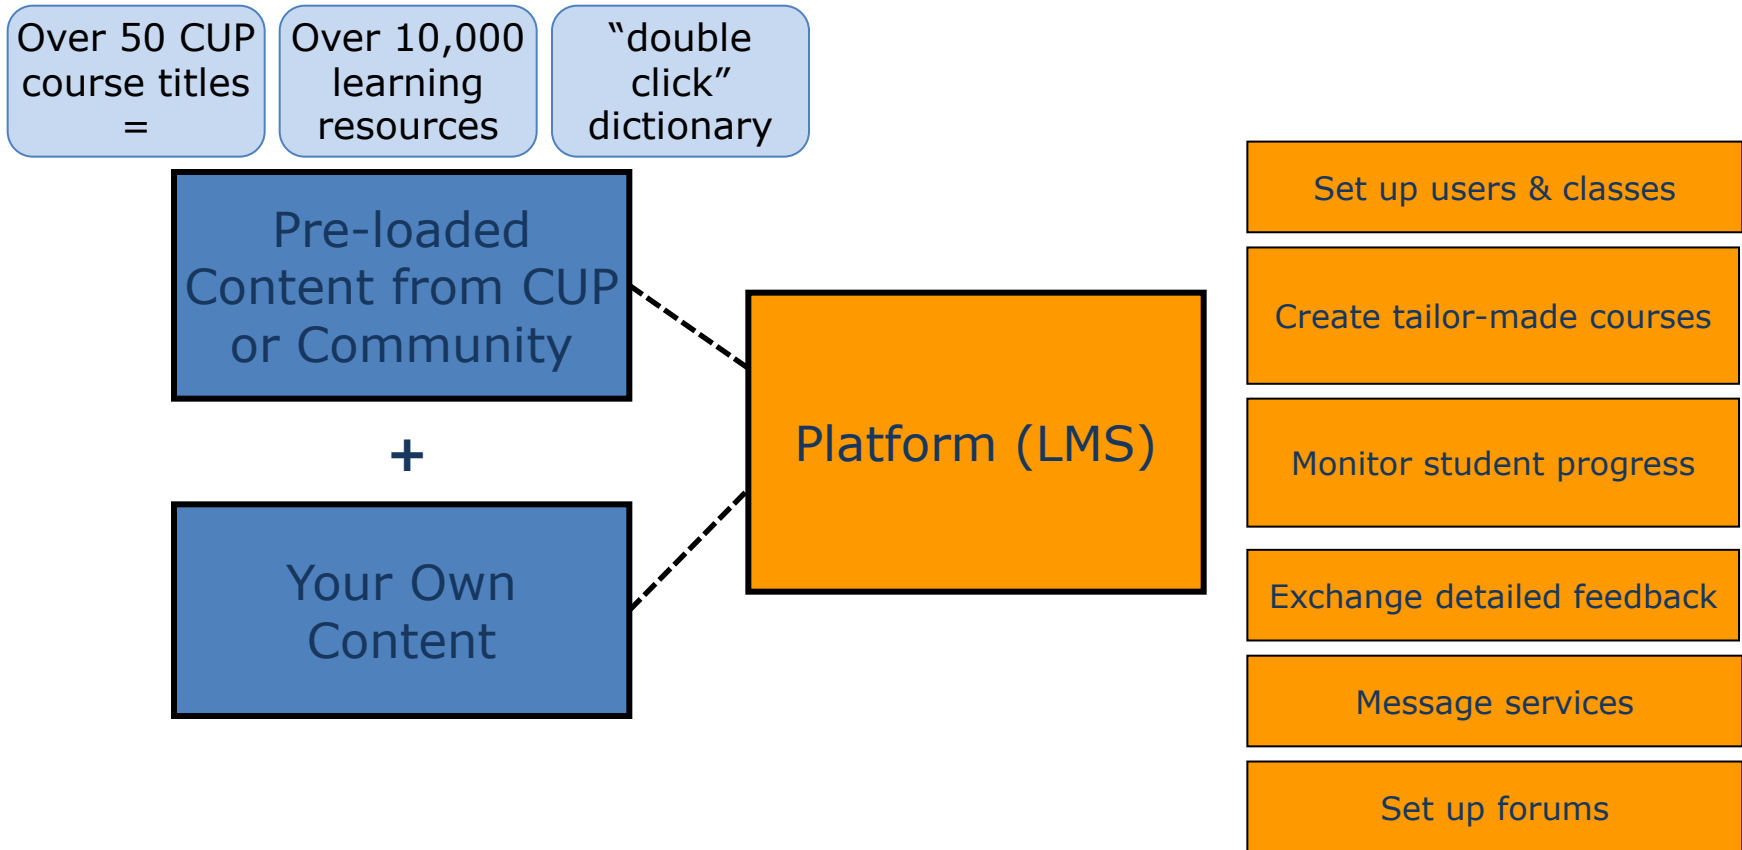 Over 50 CUP
course titles
=
Over 10,000
learning
resources
“double
click”
dictionary
Pre-loaded
Content from CUP
or Community
+
Your Own
Content
Platform (LMS)
Set up users & classes
Create tailor-made courses
Monitor student progress
Exchange detailed feedback
Message services
Set up forums